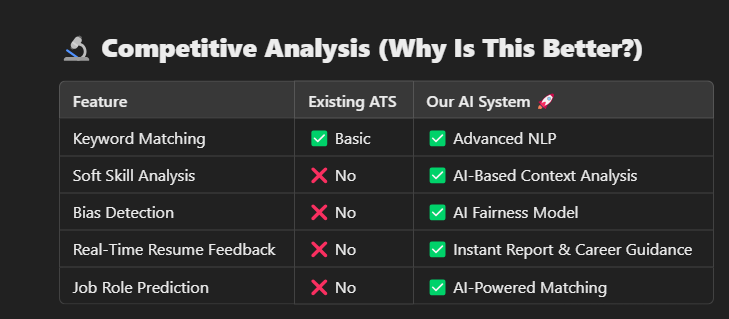 🔬 Competitive Analysis (Why Is This Better?)
Feature Existing ATS Our AI System 🚀
Keyword Matching ✅ Basic ✅ Advanced NLP
Soft Skill Analysis ❌ No ✅ AI-Based Context Analysis
Bias Detection ❌ No ✅ AI Fairness Model
Real-Time Resume Feedback ❌ No ✅ Instant Report & Career Guidance
Job Role Prediction ❌ No ✅ AI-Powered Matching